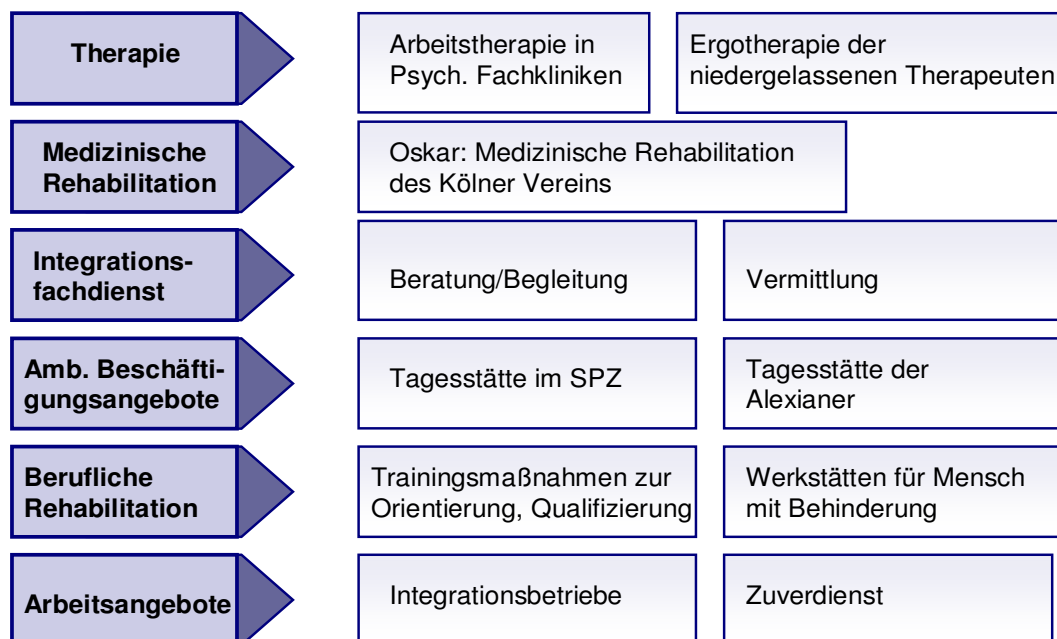 Therapie
Arbeitstherapie in
Psych. Fachkliniken
Ergotherapie der
niedergelassenen Therapeuten
Medizinische
Rehabilitation
Oskar: Medizinische Rehabilitation
des Kölner Vereins
Integrations-
fachdienst
Beratung/Begleitung
Vermittlung
Amb. Beschäfti-
gungsangebote
Tagesstätte im SPZ
Tagesstätte der
Alexianer
Berufliche
Rehabilitation
Trainingsmaßnahmen zur
Orientierung, Qualifizierung
Werkstätten für Mensch
mit Behinderung
Arbeitsangebote
Integrationsbetriebe
Zuverdienst